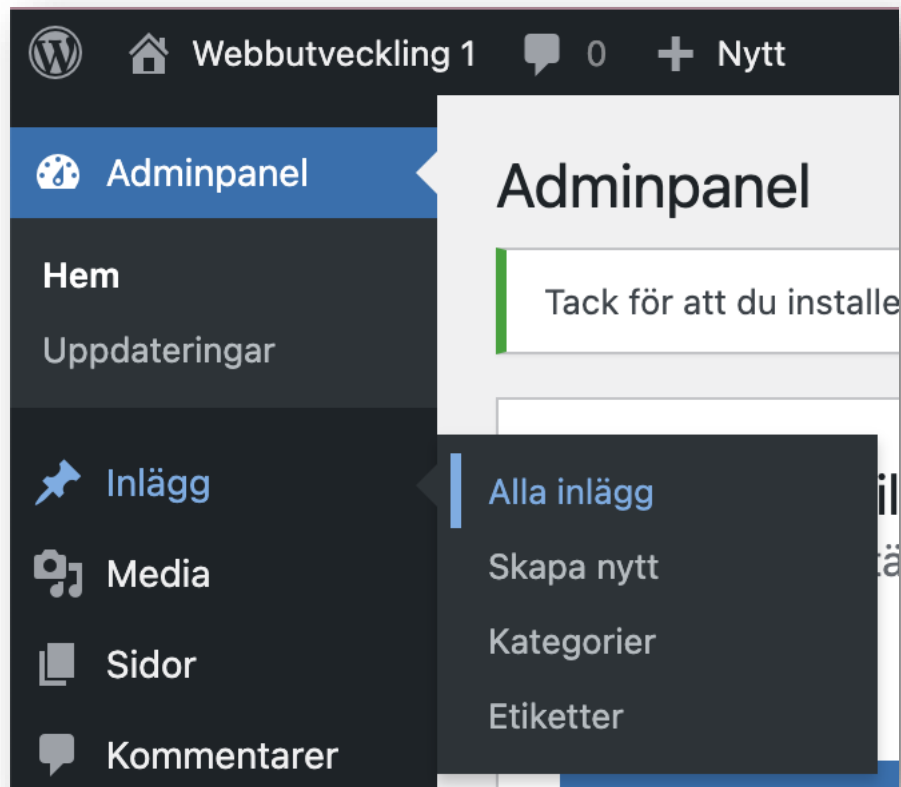 Webbutveckling 1 0 Nytt
Adminpanel
Hem
Uppdateringar
Inlägg
Media
Sidor
Kommentarer
Adminpanel
Tack för att du installe
Alla inlägg
Skapa nytt
Kategorier
Etiketter